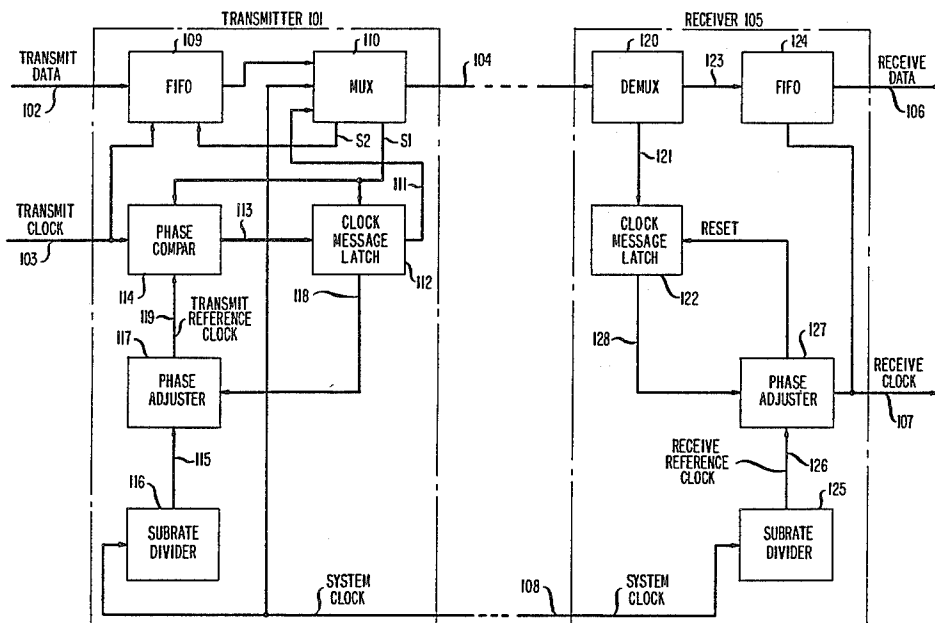 TRANSMITTER 101
RECEIVER 105
TRANSMIT
DATA
102
109
FIFO
110
MUX
104
120
DEMUX
123
124
FIFO
RECEIVE
DATA
106
S2
S1
111
121
TRANSMIT
CLOCK
103
PHASE
COMPAR
114
113
CLOCK
MESSAGE
LATCH
112
118
CLOCK
MESSAGE
LATCH
122
RESET
128
119
TRANSMIT
REFERENCE
CLOCK
117
PHASE
ADJUSTER
127
PHASE
ADJUSTER
RECEIVE
CLOCK
107
115
116
SUBRATE
DIVIDER
RECEIVE
REFERENCE
CLOCK
126
125
SUBRATE
DIVIDER
SYSTEM
CLOCK
108
SYSTEM
CLOCK